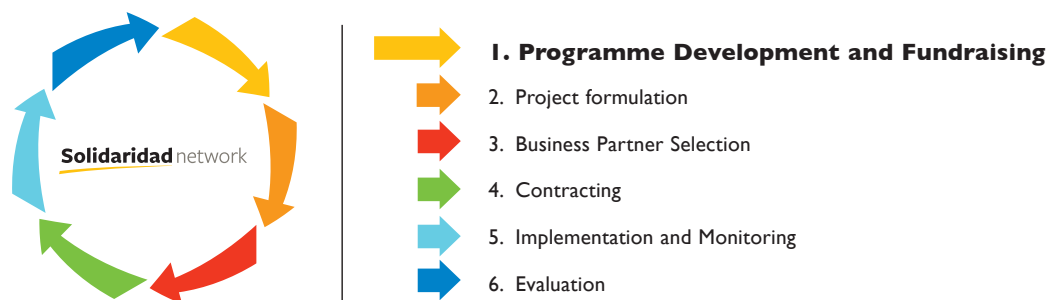 Solidaridad network
1. Programme Development and Fundraising
2. Project formulation
3. Business Partner Selection
4. Contracting
5. Implementation and Monitoring
6. Evaluation